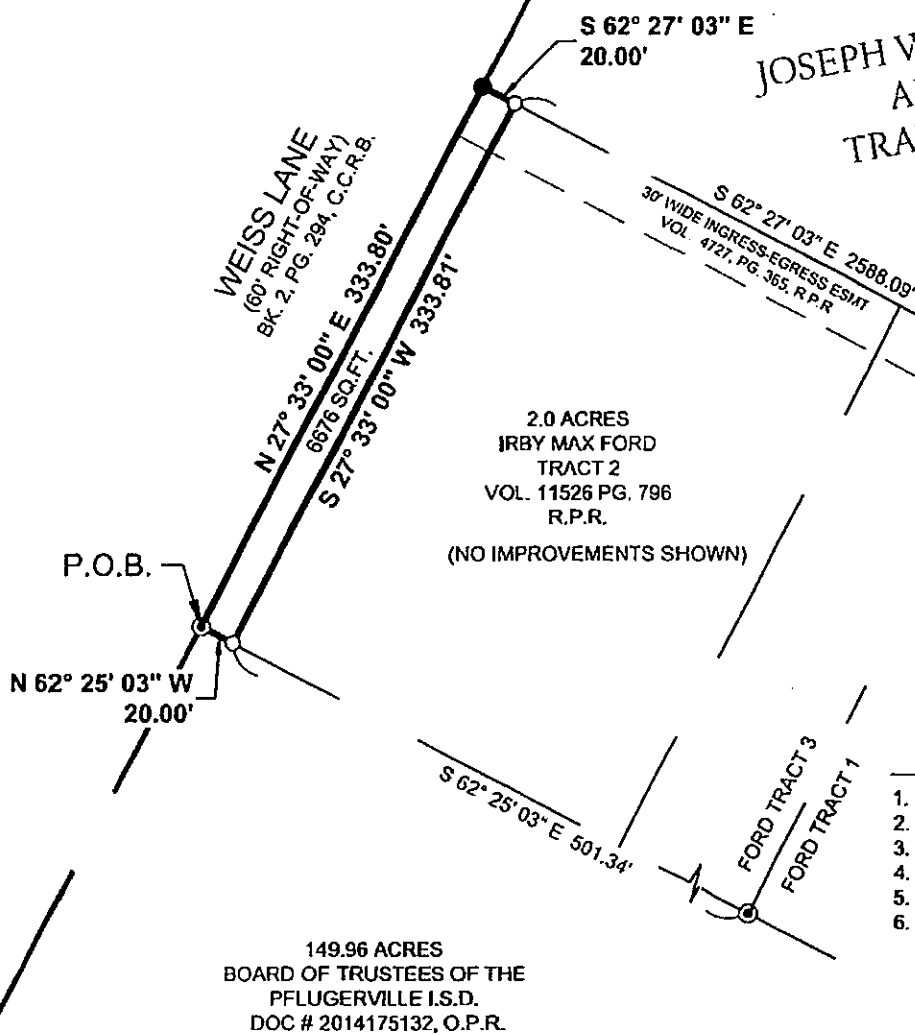 S 62° 27' 03" E
20.00'
JOSEPH
WEISS LANE
(60' RIGHT-OF-WAY)
BK. 2, PG. 294, C.C.R.B.
S 62° 27' 03" E 2588.09'
30' WIDE INGRESS-EGRESS ESMT
VOL. 4727, PG. 365, R.P.R
N 27° 33' 00" E 333.80'
6676 SQ.FT.
S 27° 33' 00" W 333.81'
2.0 ACRES
IRBY MAX FORD
TRACT 2
VOL. 11526 PG. 796
R.P.R.
(NO IMPROVEMENTS SHOWN)
P.O.B.
N 62° 25' 03" W
20.00'
S 62° 25' 03" E 501.34'
FORD TRACT 3
FORD TRACT 1
1.
2.
3.
4.
5.
6.
149.96 ACRES
BOARD OF TRUSTEES OF THE
PFLUGERVILLE I.S.D.
DOC # 2014175132, O.P.R.